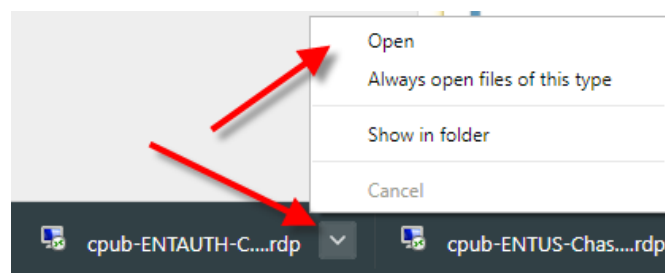 Open
Always open files of this type
Show in folder
Cancel
cpub-ENTAUTH-C....rdp
cpub-ENTUS-Chas....rdp